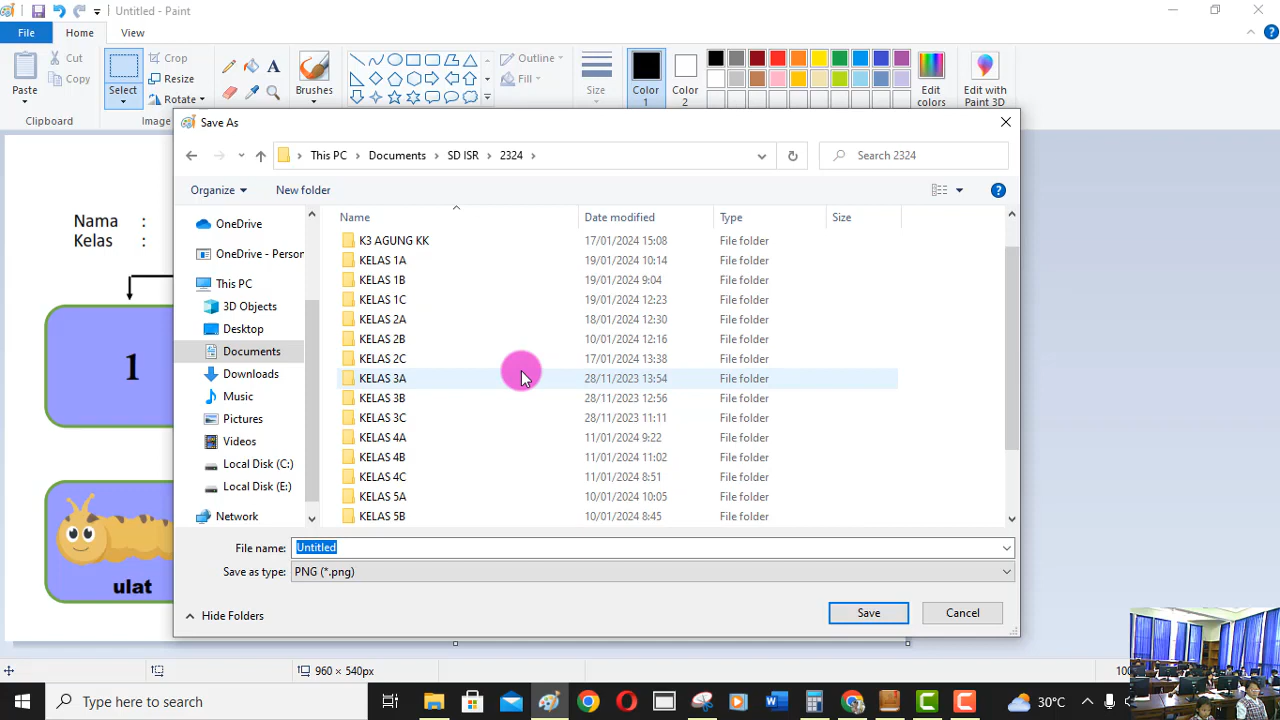 Untitled - Paint
File
Home
View
Paste
Cut
Copy
Clipboard
Select
Crop
Resize
Rotate
Image
Brushes
Outline
Fill
Size
Color 1
Color 2
Edit colors
Edit with Paint 3D
Save As
This PC
Documents
SD ISR
2324
Search 2324
Organize
New folder
OneDrive
OneDrive - Person
This PC
3D Objects
Desktop
Documents
Downloads
Music
Pictures
Videos
Local Disk (C:)
Local Disk (E:)
Network
Name Date modified Type Size
K3 AGUNG KK 17/01/2024 15:08 File folder
KELAS 1A 19/01/2024 10:14 File folder
KELAS 1B 19/01/2024 9:04 File folder
KELAS 1C 19/01/2024 12:23 File folder
KELAS 2A 18/01/2024 12:30 File folder
KELAS 2B 10/01/2024 12:16 File folder
KELAS 2C 17/01/2024 13:38 File folder
KELAS 3A 28/11/2023 13:54 File folder
KELAS 3B 28/11/2023 12:56 File folder
KELAS 3C 28/11/2023 11:11 File folder
KELAS 4A 11/01/2024 9:22 File folder
KELAS 4B 11/01/2024 11:02 File folder
KELAS 4C 11/01/2024 8:51 File folder
KELAS 5A 10/01/2024 10:05 File folder
KELAS 5B 10/01/2024 8:45 File folder
File name: Untitled
Save as type: PNG (*.png)
Hide Folders
Save
Cancel
Nama :
Kelas :
1
ulat
960 × 540px
Type here to search
30°C